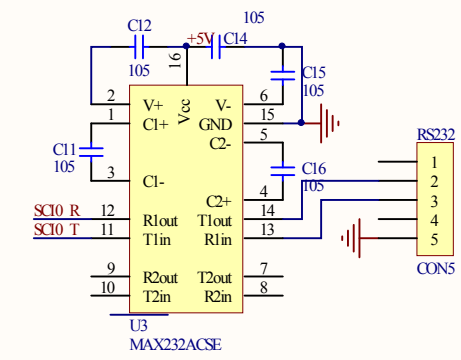 105
C12
+5V
C14
105
16
C15
105
2
V+
Vcc
V-
6
1
C1+
GND
15
C2-
5
RS232
C11
105
1
3
C1-
C16
105
2
C2+
4
3
SCI0_R
12
R1out
T1out
14
4
SCI0_T
11
T1in
R1in
13
5
9
R2out
T2out
7
CON5
10
T2in
R2in
8
U3
MAX232ACSE